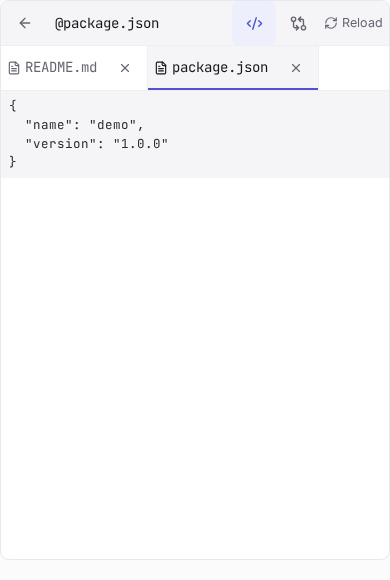 @package.json
Reload
README.md
package.json
{
  "name": "demo",
  "version": "1.0.0"
}